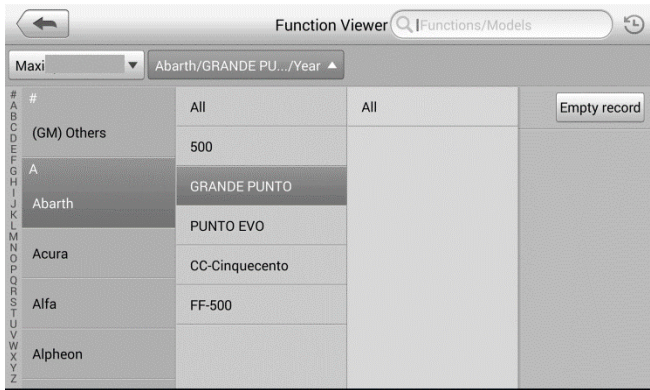 Function Viewer
Functions/Models
Maxi
Abarth/GRANDE PU.../Year
#
A
B
C
D
E
F
G
H
I
J
K
L
M
N
O
P
Q
R
S
T
U
V
W
X
Y
Z
#
(GM) Others
A
Abarth
Acura
Alfa
Alpheon
All
500
GRANDE PUNTO
PUNTO EVO
CC-Cinquecento
FF-500
All
Empty record